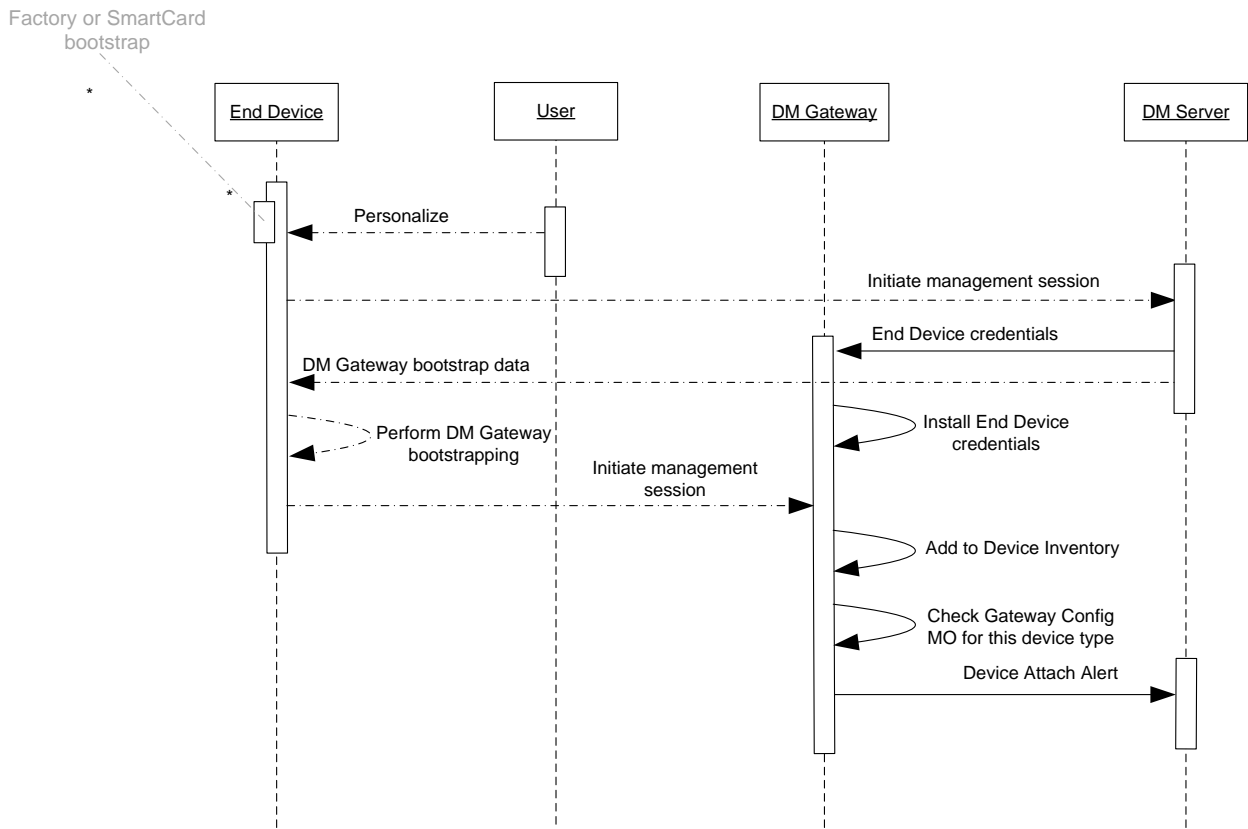 Factory or SmartCard
bootstrap
*
End Device
User
DM Gateway
DM Server
*
Personalize
Initiate management session
End Device credentials
DM Gateway bootstrap data
Install End Device
credentials
Perform DM Gateway
bootstrapping
Initiate management
session
Add to Device Inventory
Check Gateway Config
MO for this device type
Device Attach Alert